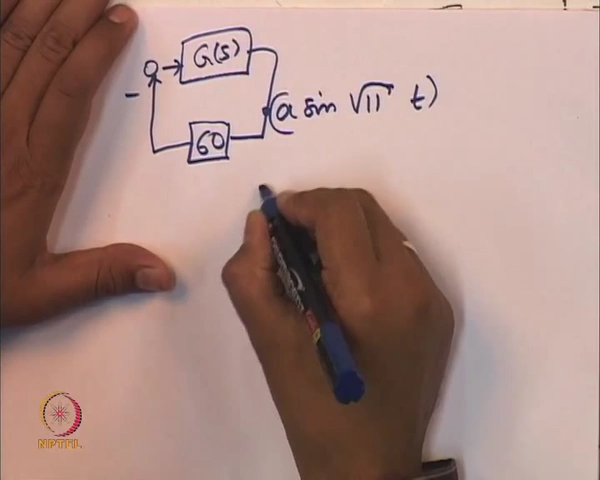 G(s)
-
(a sin √11 t)
60
NPTEL